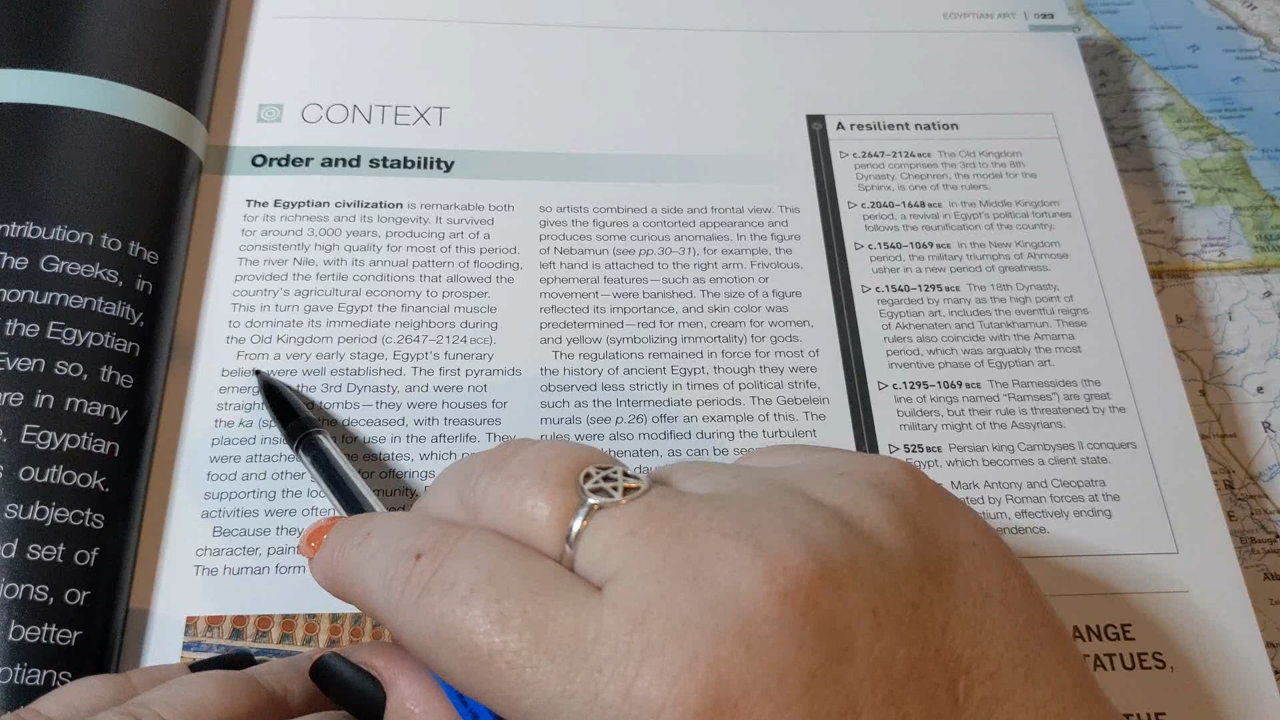 EGYPTIAN ART
CONTEXT
Order and stability
The Egyptian civilization is remarkable both
for its richness and its longevity. It survived
for around 3,000 years, producing art of a
consistently high quality for most of this period.
The river Nile, with its annual pattern of flooding,
provided the fertile conditions that allowed the
country's agricultural economy to prosper.
This in turn gave Egypt the financial muscle
to dominate its immediate neighbors during
the Old Kingdom period (c.2647–2124 BCE).
From a very early stage, Egypt's funerary
beliefs were well established. The first pyramids
emerg the 3rd Dynasty, and were not
straight tombs—they were houses for
the ka (sp the deceased, with treasures
placed insi for use in the afterlife. They
were attache estates, which
food and other for offerings
supporting the munity,
activities were often
Because they
character, pain
The human form
so artists combined a side and frontal view. This
gives the figures a contorted appearance and
produces some curious anomalies. In the figure
of Nebamun (see pp.30–31), for example, the
left hand is attached to the right arm. Frivolous,
ephemeral features—such as emotion or
movement—were banished. The size of a figure
reflected its importance, and skin color was
predetermined—red for men, cream for women,
and yellow (symbolizing immortality) for gods.
The regulations remained in force for most of
the history of ancient Egypt, though they were
observed less strictly in times of political strife,
such as the Intermediate periods. The Gebelein
murals (see p.26) offer an example of this. The
rules were also modified during the turbulent
khenaten, as can be
A resilient nation
▷ c.2647–2124 BCE The Old Kingdom
period comprises the 3rd to the 8th
Dynasty. Chephren, the model for the
Sphinx, is one of the rulers.
▷ c.2040–1648 BCE In the Middle Kingdom
period, a revival in Egypt's political fortunes
follows the reunification of the country.
▷ c.1540–1069 BCE In the New Kingdom
period, the military triumphs of Ahmose
usher in a new period of greatness.
▷ c.1540–1295 BCE The 18th Dynasty,
regarded by many as the high point of
Egyptian art, includes the eventful reigns
of Akhenaten and Tutankhamun. These
rulers also coincide with the Amarna
period, which was arguably the most
inventive phase of Egyptian art.
▷ c.1295–1069 BCE The Ramessides (the
line of kings named "Ramses") are great
builders, but their rule is threatened by the
military might of the Assyrians.
▷ 525 BCE Persian king Cambyses II conquers
Egypt, which becomes a client state.
Mark Antony and Cleopatra
ated by Roman forces at the
tium, effectively ending
endence.
ntribution to the
he Greeks, in
nonumentality,
the Egyptian
Even so, the
re in many
Egyptian
outlook.
subjects
d set of
ions, or
better
ptians
ANGE
TATUES,
THE